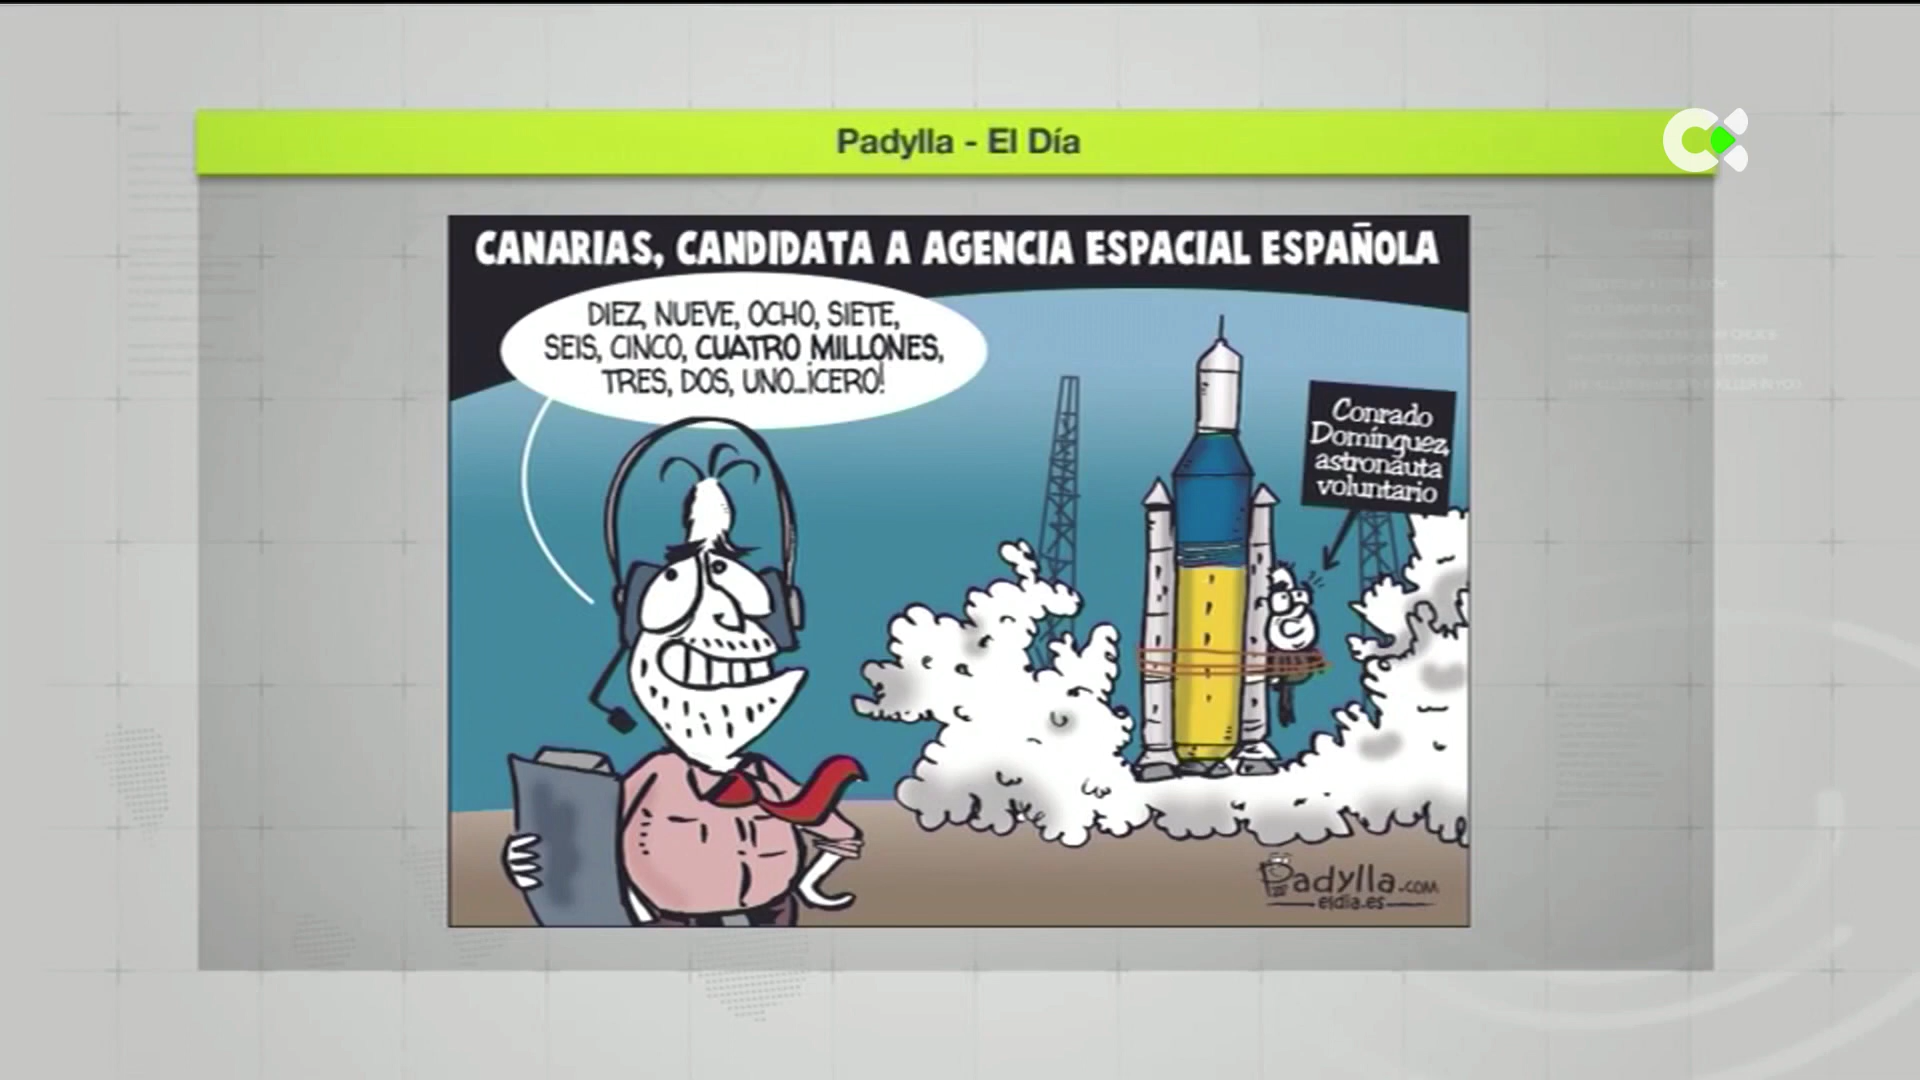 Padylla - El Día
CANARIAS, CANDIDATA A AGENCIA ESPACIAL ESPAÑOLA
DIEZ, NUEVE, OCHO, SIETE,
SEIS, CINCO, CUATRO MILLONES,
TRES, DOS, UNO...¡CERO!
Conrado
Domínguez,
astronauta
voluntario
Padylla.com
eldia.es